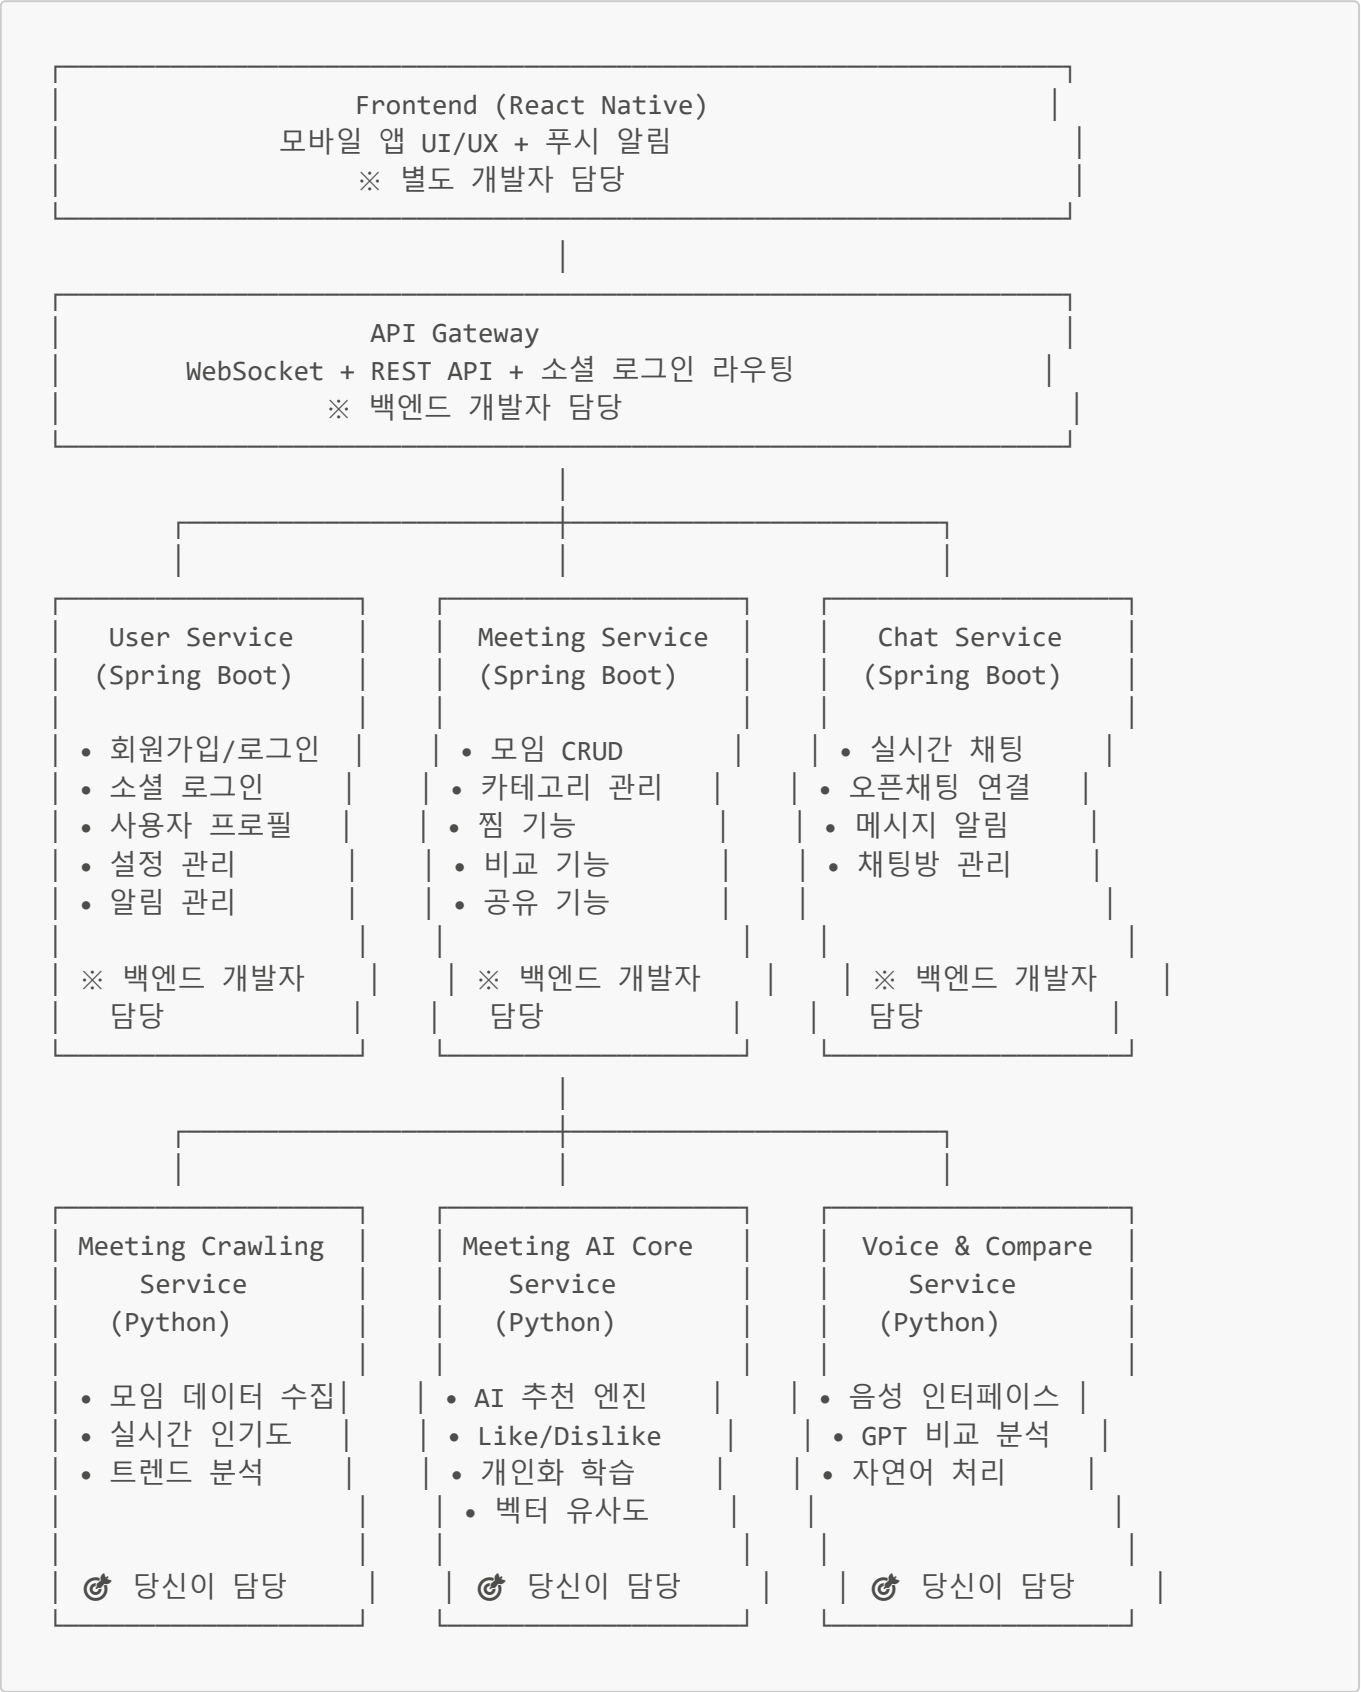 Frontend (React Native)
모바일 앱 UI/UX + 푸시 알림
※ 별도 개발자 담당
API Gateway
WebSocket + REST API + 소셜 로그인 라우팅
※ 백엔드 개발자 담당
User Service
(Spring Boot)
• 회원가입/로그인
• 소셜 로그인
• 사용자 프로필
• 설정 관리
• 알림 관리
※ 백엔드 개발자
담당
Meeting Service
(Spring Boot)
• 모임 CRUD
• 카테고리 관리
• 찜 기능
• 비교 기능
• 공유 기능
※ 백엔드 개발자
담당
Chat Service
(Spring Boot)
• 실시간 채팅
• 오픈채팅 연결
• 메시지 알림
• 채팅방 관리
※ 백엔드 개발자
담당
Meeting Crawling
Service
(Python)
• 모임 데이터 수집
• 실시간 인기도
• 트렌드 분석
🎯 당신이 담당
Meeting AI Core
Service
(Python)
• AI 추천 엔진
• Like/Dislike
• 개인화 학습
• 벡터 유사도
🎯 당신이 담당
Voice & Compare
Service
(Python)
• 음성 인터페이스
• GPT 비교 분석
• 자연어 처리
🎯 당신이 담당